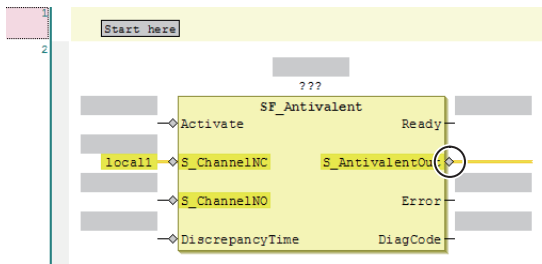 1
Start here
2
???
SF_Antivalent
Activate Ready
local1 S_ChannelNC S_AntivalentOut
S_ChannelNO Error
DiscrepancyTime DiagCode